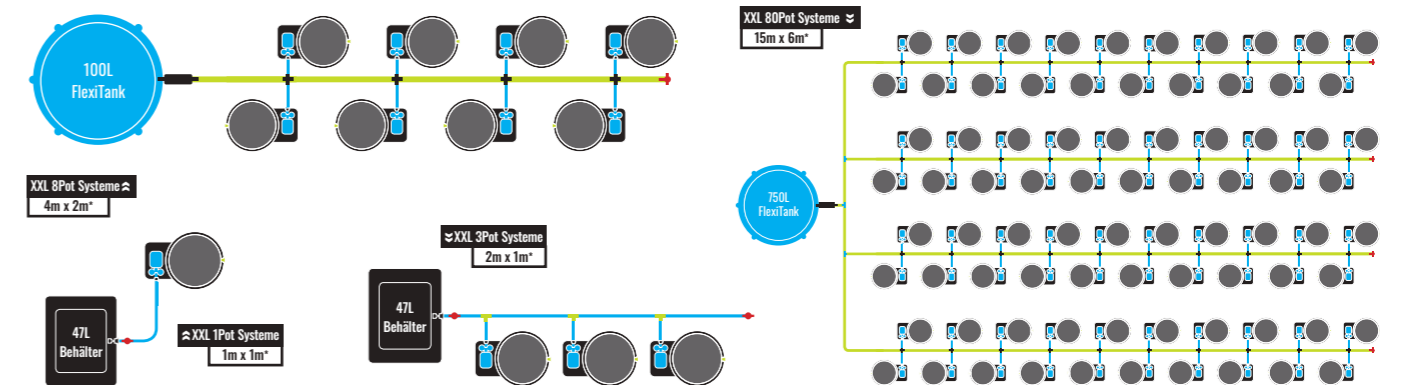 100L
FlexiTank
XXL 8Pot Systeme
4m x 2m*
47L
Behälter
XXL 1Pot Systeme
1m x 1m*
XXL 3Pot Systeme
2m x 1m*
47L
Behälter
XXL 80Pot Systeme
15m x 6m*
750L
FlexiTank